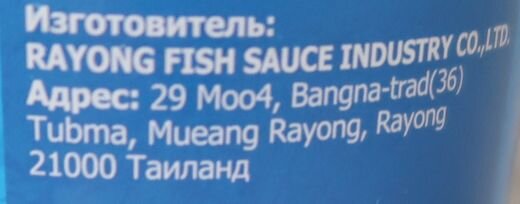 Изготовитель:
RAYONG FISH SAUCE INDUSTRY CO.,LTD.
Адрес: 29 Moo4, Bangna-trad(36)
Tubma, Mueang Rayong, Rayong
21000 Таиланд